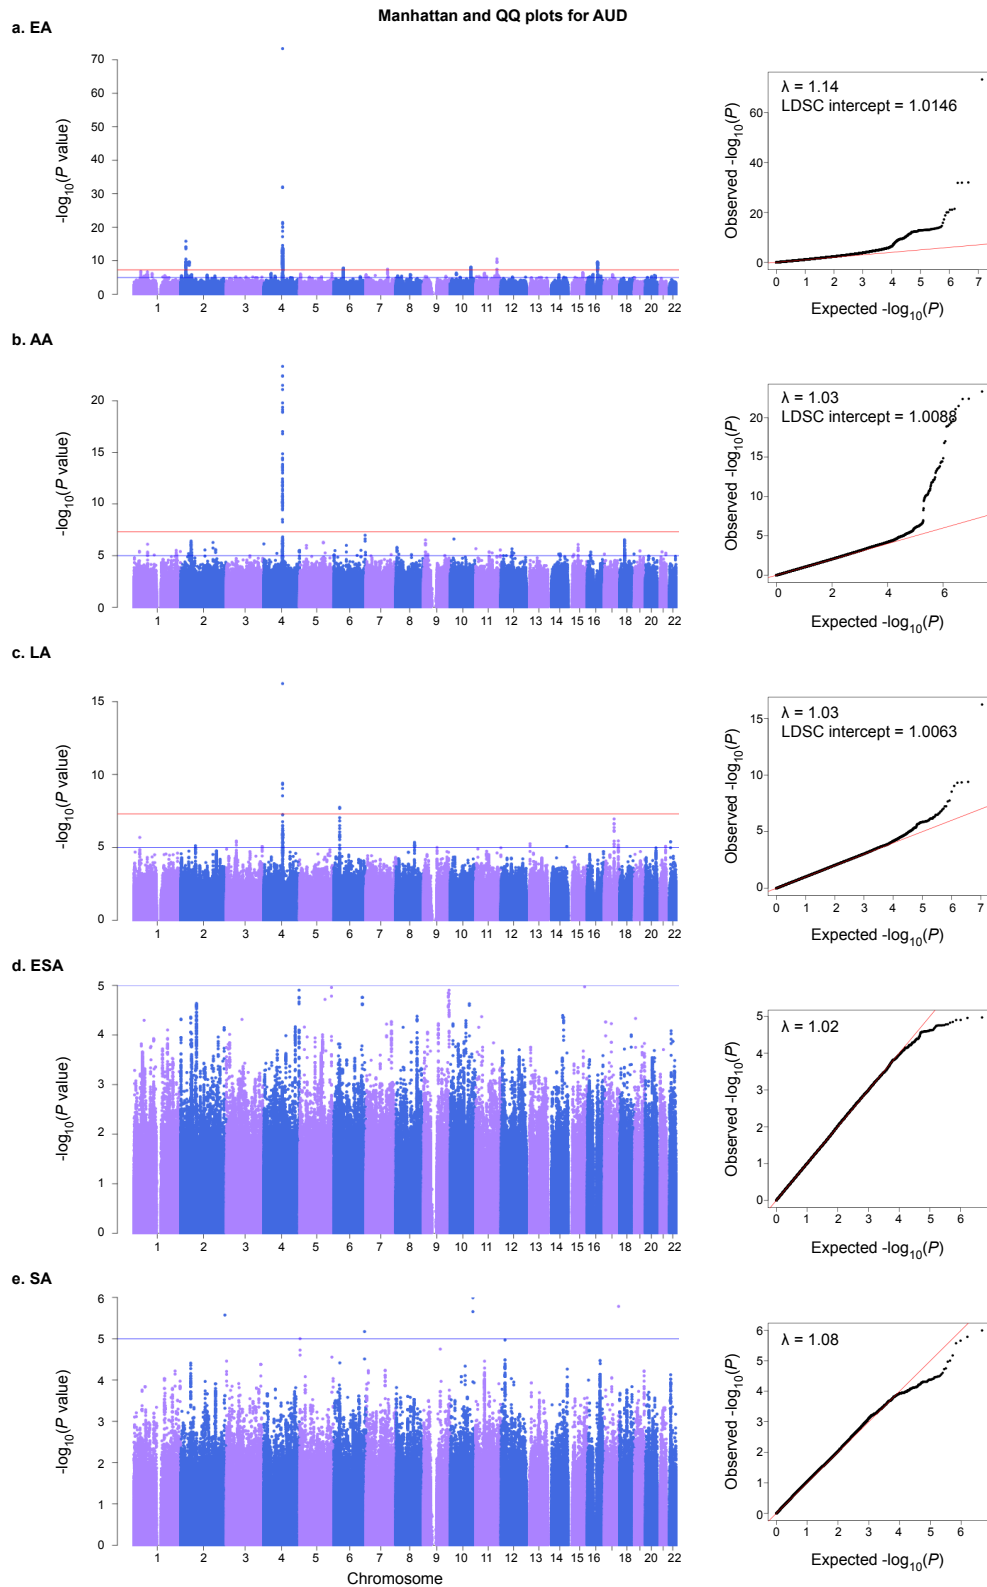 Manhattan and QQ plots for AUD
a. EA
-log10(P value)
70
60
50
40
30
20
10
0
1 2 3 4 5 6 7 8 9 10 11 12 13 14 15 16 18 20 22
λ = 1.14
LDSC intercept = 1.0146
Observed -log10(P)
60
40
20
0
0 1 2 3 4 5 6 7
Expected -log10(P)
b. AA
-log10(P value)
20
15
10
5
0
1 2 3 4 5 6 7 8 9 10 11 12 13 14 15 16 18 20 22
λ = 1.03
LDSC intercept = 1.0088
Observed -log10(P)
20
15
10
5
0
0 2 4 6
Expected -log10(P)
c. LA
-log10(P value)
15
10
5
0
1 2 3 4 5 6 7 8 9 10 11 12 13 14 15 16 18 20 22
λ = 1.03
LDSC intercept = 1.0063
Observed -log10(P)
15
10
5
0
0 1 2 3 4 5 6 7
Expected -log10(P)
d. ESA
-log10(P value)
5
4
3
2
1
0
1 2 3 4 5 6 7 8 9 10 11 12 13 14 15 16 18 20 22
λ = 1.02
Observed -log10(P)
5
4
3
2
1
0
0 1 2 3 4 5 6
Expected -log10(P)
e. SA
-log10(P value)
6
5
4
3
2
1
0
1 2 3 4 5 6 7 8 9 10 11 12 13 14 15 16 18 20 22
Chromosome
λ = 1.08
Observed -log10(P)
6
5
4
3
2
1
0
0 1 2 3 4 5 6
Expected -log10(P)